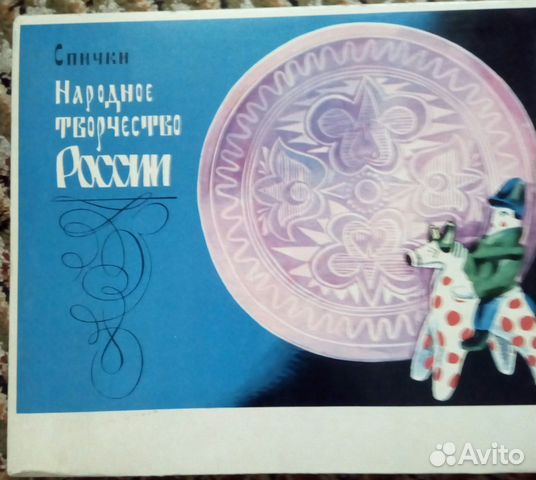 Спички
Народное
творчество
России
Avito